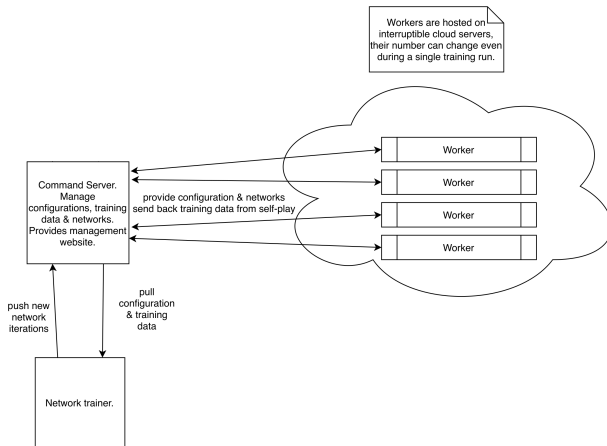 Workers are hosted on
interruptible cloud servers,
their number can change even
during a single training run.
Worker
Worker
Worker
Worker
Command Server.
Manage
configurations, training
data & networks.
Provides management
website.
provide configuration & networks
send back training data from self-play
push new
network
iterations
pull
configuration
& training
data
Network trainer.